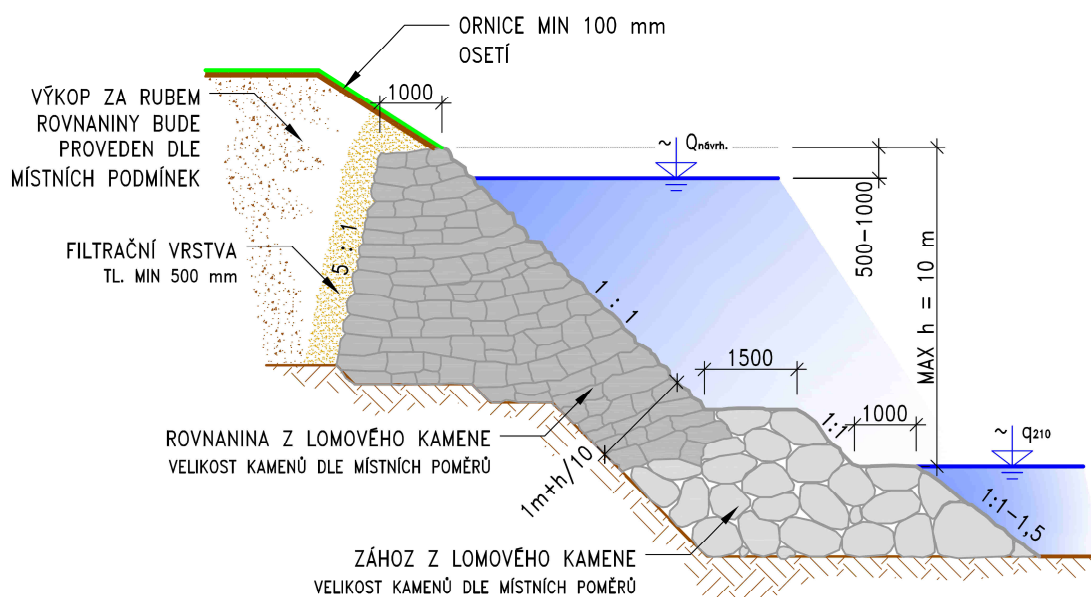 ORNICE MIN 100 mm
OSETÍ
VÝKOP ZA RUBEM
ROVNANINY BUDE
PROVEDEN DLE
MÍSTNÍCH PODMÍNEK
1000
~ Qnávrh.
500-1000
MAX h = 10 m
FILTRAČNÍ VRSTVA
TL. MIN 500 mm
5 : 1
1 : 1
1500
1:1
1000
~ q210
ROVNANINA Z LOMOVÉHO KAMENE
VELIKOST KAMENŮ DLE MÍSTNÍCH POMĚRŮ
1m+h/10
1:1-1,5
ZÁHOZ Z LOMOVÉHO KAMENE
VELIKOST KAMENŮ DLE MÍSTNÍCH POMĚRŮ